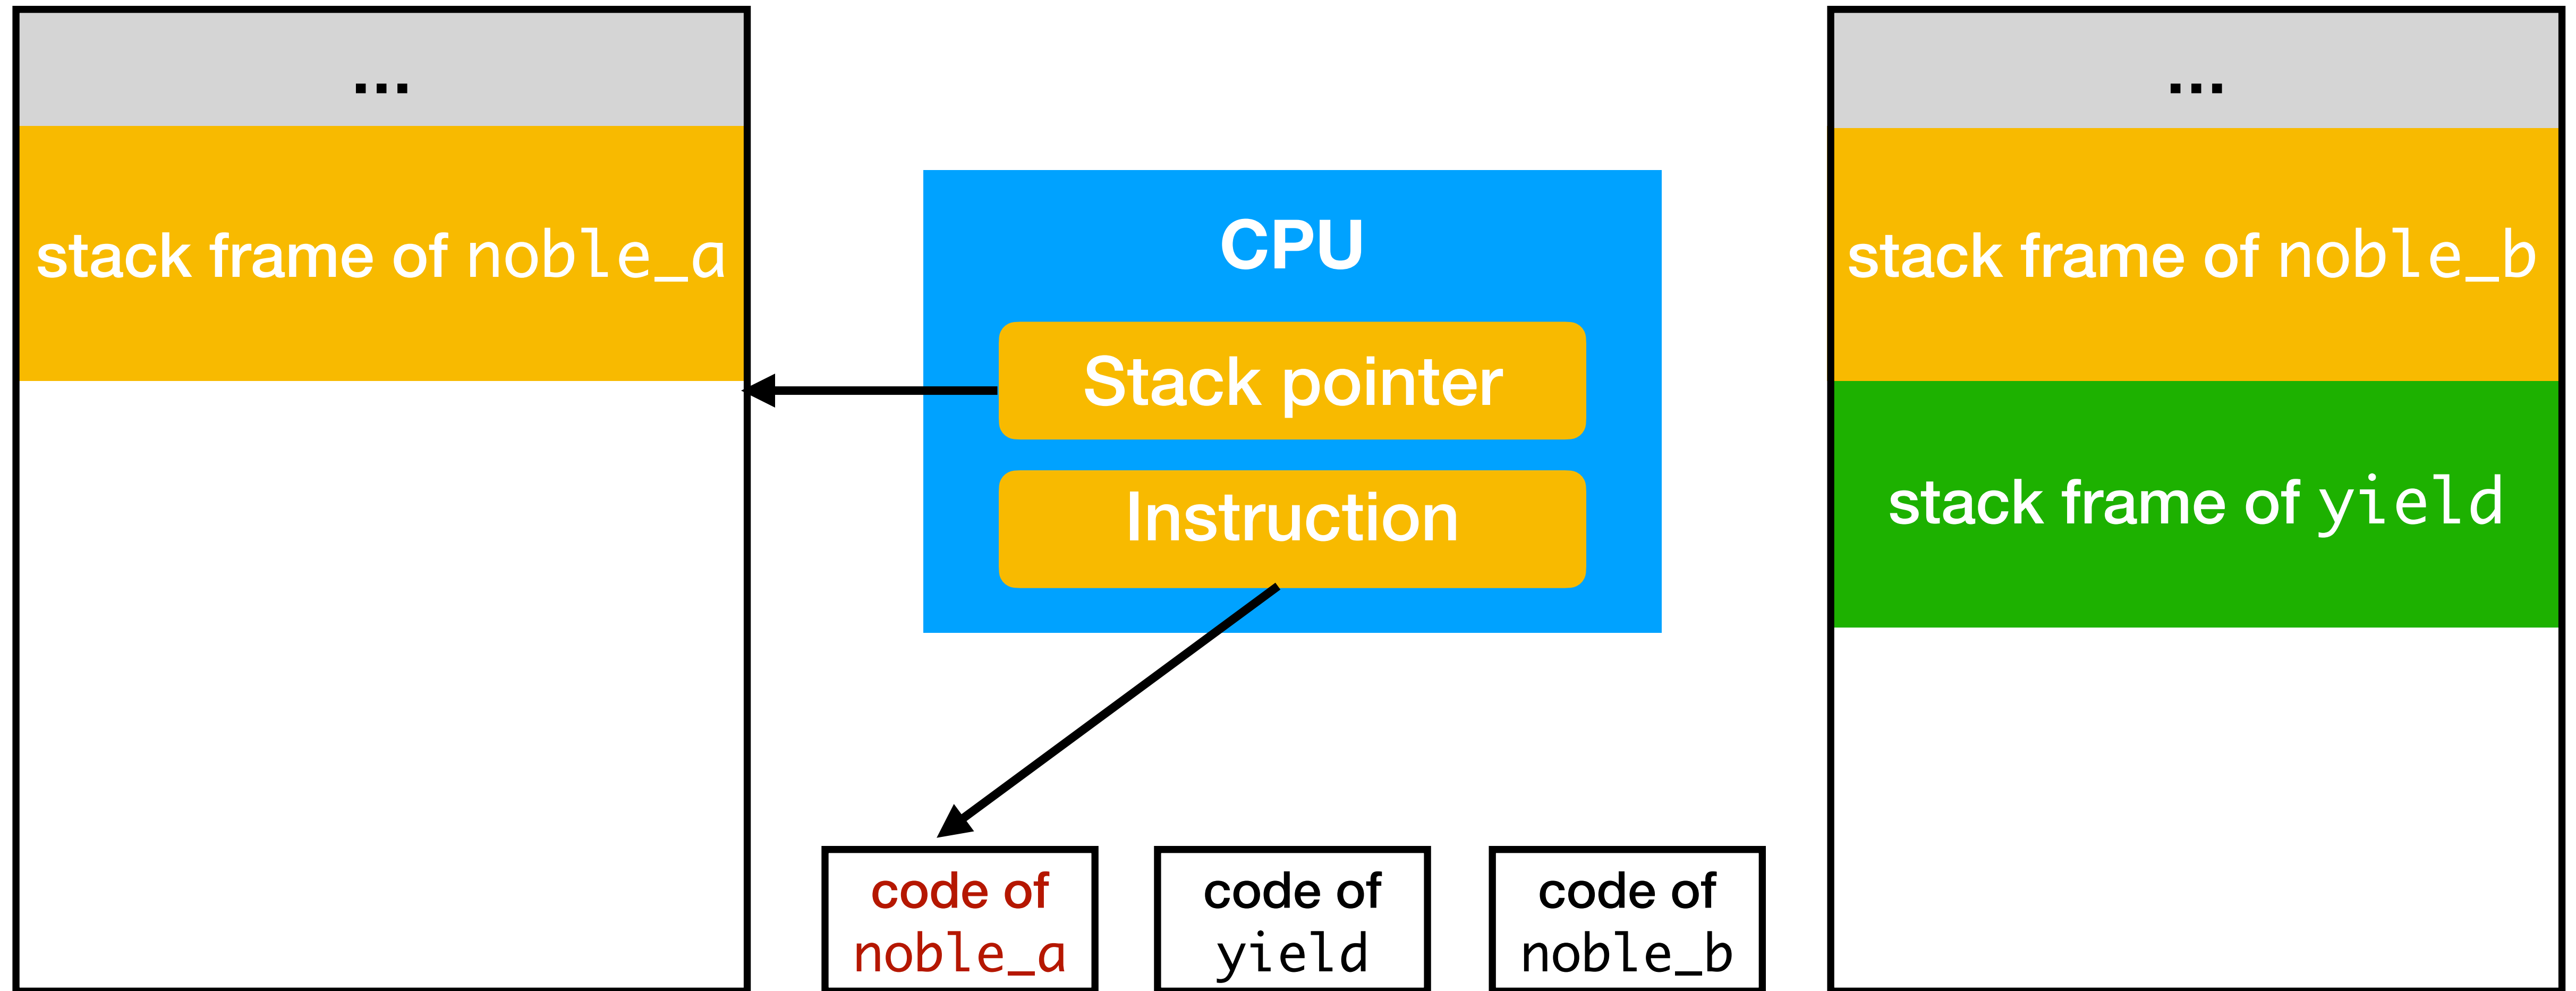 ...
stack frame of noble_a
CPU
Stack pointer
Instruction
code of
noble_a
code of
yield
code of
noble_b
...
stack frame of noble_b
stack frame of yield